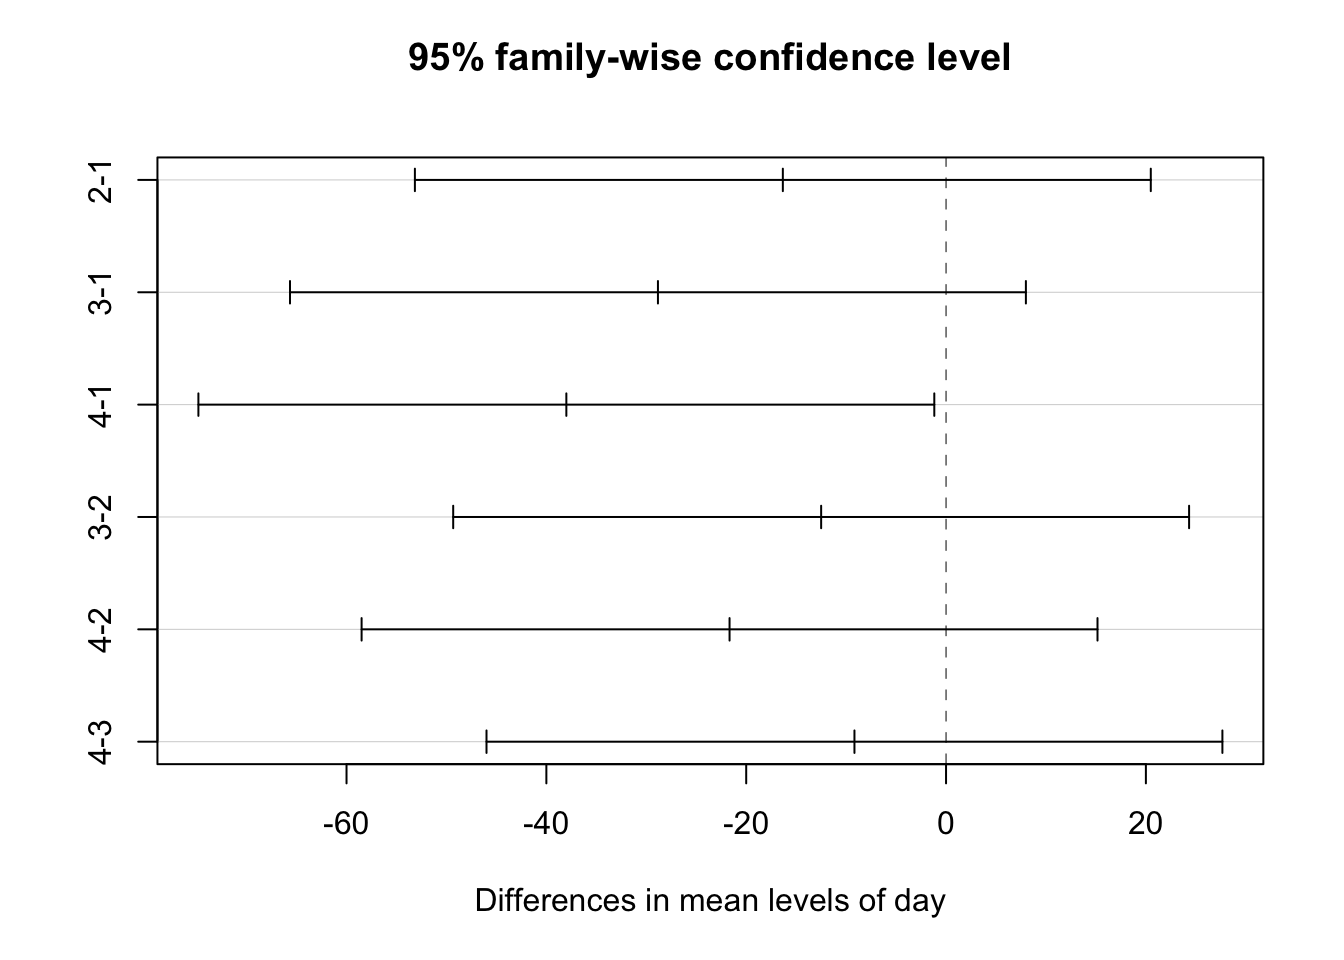 95% family-wise confidence level
2-1
3-1
4-1
3-2
4-2
4-3
-60 -40 -20 0 20
Differences in mean levels of day